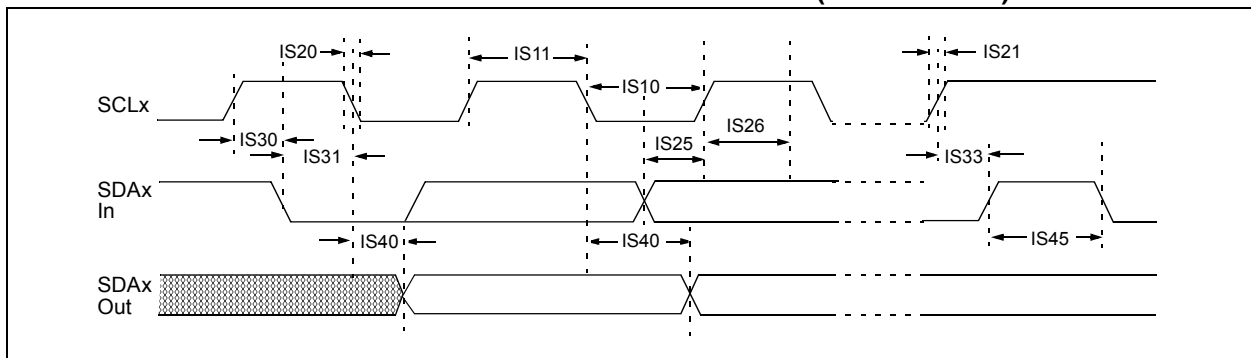 IS20
IS11
IS21
SCLx
IS10
IS30
IS31
IS25
IS26
IS33
SDAx
In
IS40
IS40
IS45
SDAx
Out